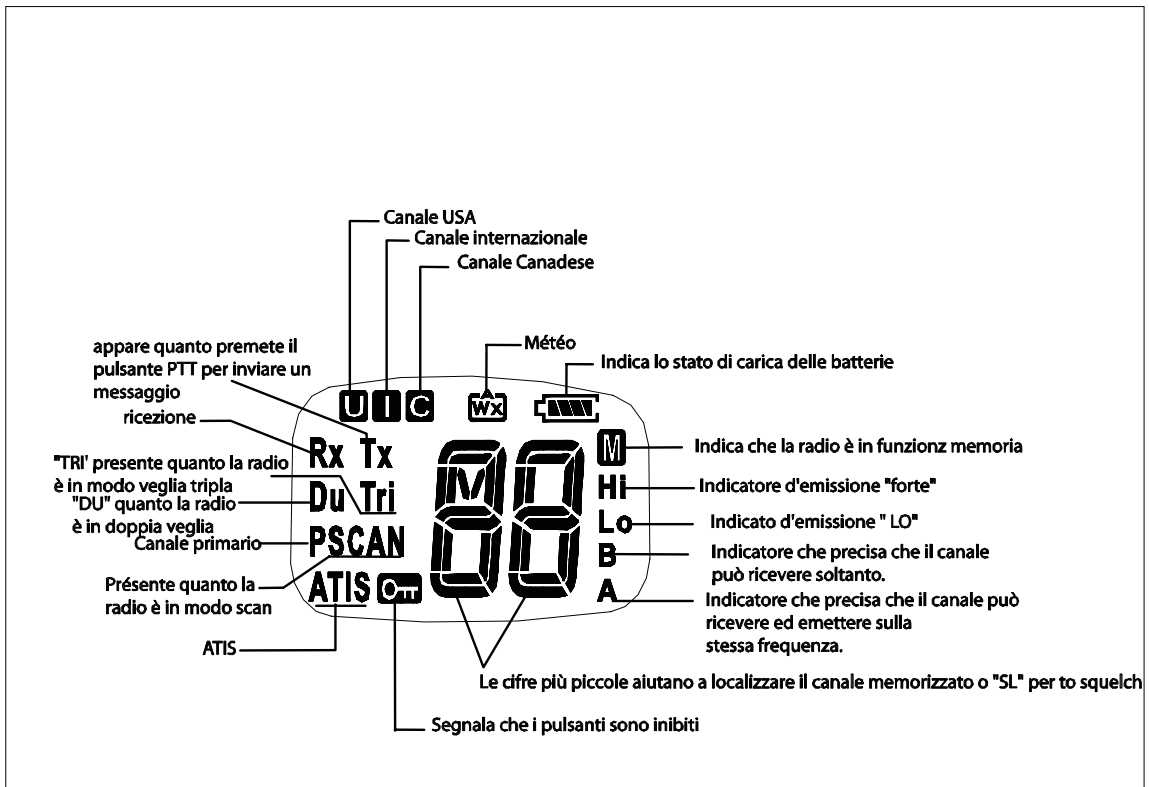 Canale USA
Canale internazionale
Canale Canadese
Météo
Indica lo stato di carica delle batterie
appare quanto premete il
pulsante PTT per inviare un
messaggio
ricezione
"TRI' presente quanto la radio
è in modo veglia tripla
"DU" quanto la radio
è in doppia veglia
Canale primario
Présente quanto la
radio è in modo scan
ATIS
U I C
Wx
Rx Tx
Du Tri
PSCAN
ATIS
M
88
M
Hi
Lo
B
A
Indica che la radio è in funzionz memoria
Indicatore d'emissione "forte"
Indicato d'emissione " LO"
Indicatore che precisa che il canale
può ricevere soltanto.
Indicatore che precisa che il canale può
ricevere ed emettere sulla
stessa frequenza.
Le cifre più piccole aiutano a localizzare il canale memorizzato o "SL" per to squelch
Segnala che i pulsanti sono inibiti